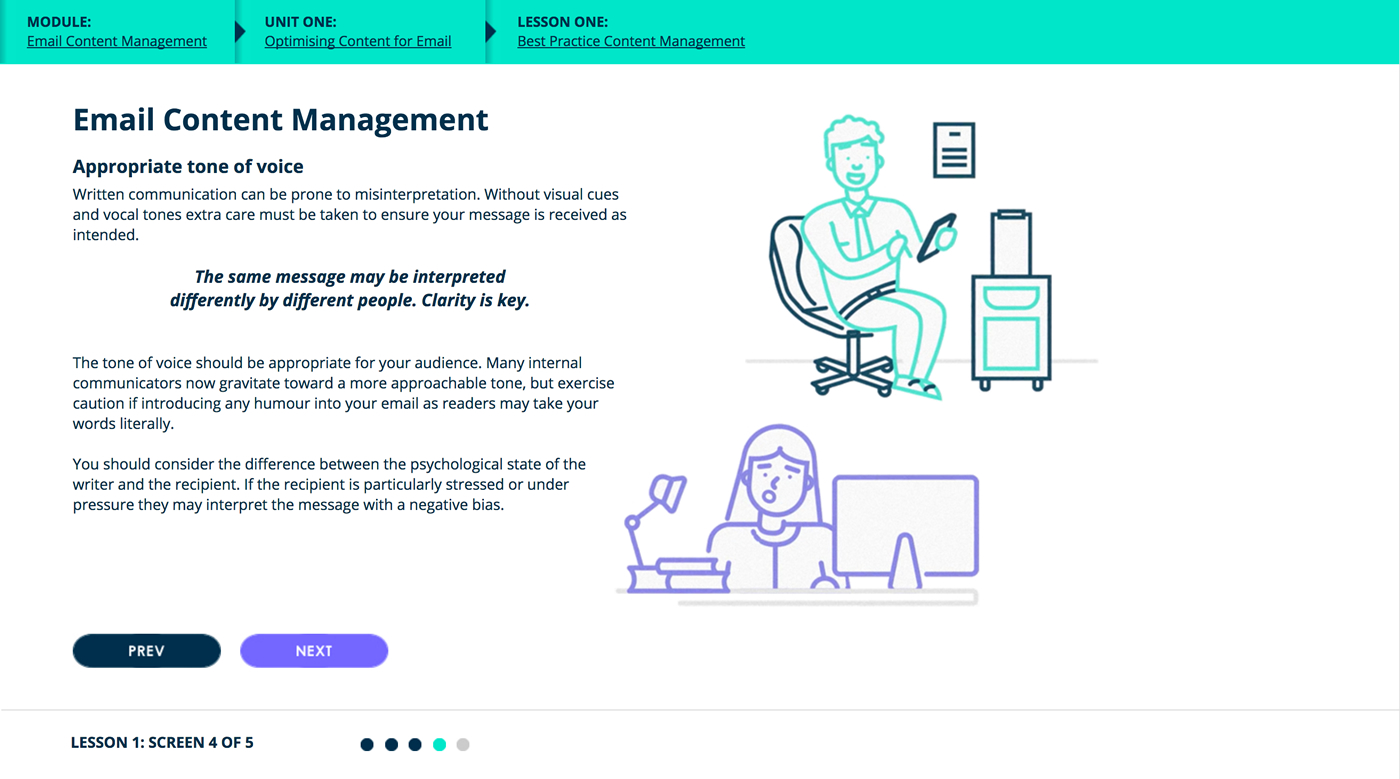 MODULE:
Email Content Management
UNIT ONE:
Optimising Content for Email
LESSON ONE:
Best Practice Content Management
Email Content Management
Appropriate tone of voice
Written communication can be prone to misinterpretation. Without visual cues
and vocal tones extra care must be taken to ensure your message is received as
intended.
The same message may be interpreted
differently by different people. Clarity is key.
The tone of voice should be appropriate for your audience. Many internal
communicators now gravitate toward a more approachable tone, but exercise
caution if introducing any humour into your email as readers may take your
words literally.
You should consider the difference between the psychological state of the
writer and the recipient. If the recipient is particularly stressed or under
pressure they may interpret the message with a negative bias.
PREV
NEXT
LESSON 1: SCREEN 4 OF 5